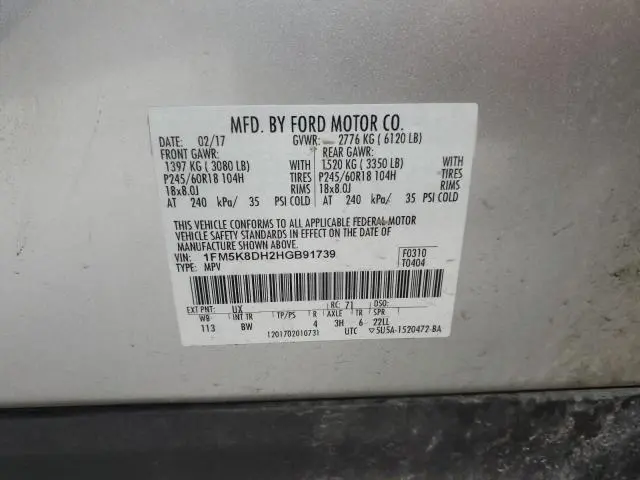 MFD. BY FORD MOTOR CO.
DATE: 02/17 GVWR: 2776 KG ( 6120 LB)
FRONT GAWR: REAR GAWR:
1397 KG ( 3080 LB) WITH 1520 KG ( 3350 LB) WITH
P245/60R18 104H TIRES P245/60R18 104H TIRES
18x8.0J RIMS 18x8.0J RIMS
AT 240 kPa/ 35 PSI COLD AT 240 kPa/ 35 PSI COLD
THIS VEHICLE CONFORMS TO ALL APPLICABLE FEDERAL MOTOR
VEHICLE SAFETY STANDARDS IN EFFECT ON THE DATE OF
MANUFACTURE SHOWN ABOVE.
VIN: 1FM5K8DH2HGB91739 F0310
TYPE: MPV T0404
EXT PNT: UX RC: 71 DSO:
WB INT TR TP/PS R AXLE TR SPR
113 BW 4 3H 6 22LL
1201702010731 UTC ▽5U5A-1520472-BA